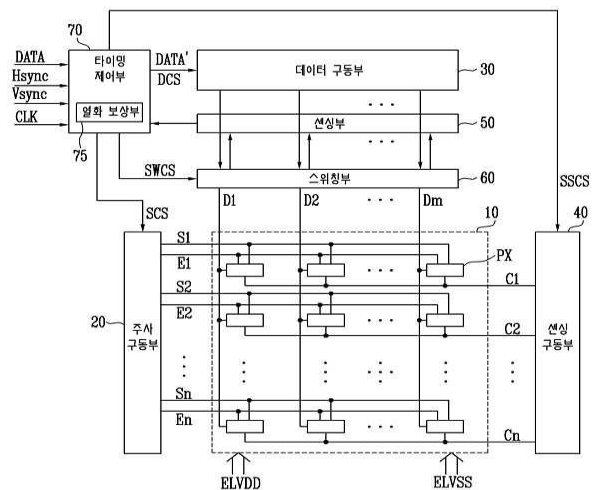 70
타이밍
제어부
DATA
Hsync
Vsync
CLK
열화 보상부
75
DATA'
DCS
데이터 구동부
30
센싱부
50
SWCS
스위칭부
60
SSCS
SCS
D1
D2
Dm
10
40
S1
E1
PX
C1
20
주사
구동부
S2
E2
C2
센싱
구동부
Sn
En
Cn
ELVDD
ELVSS